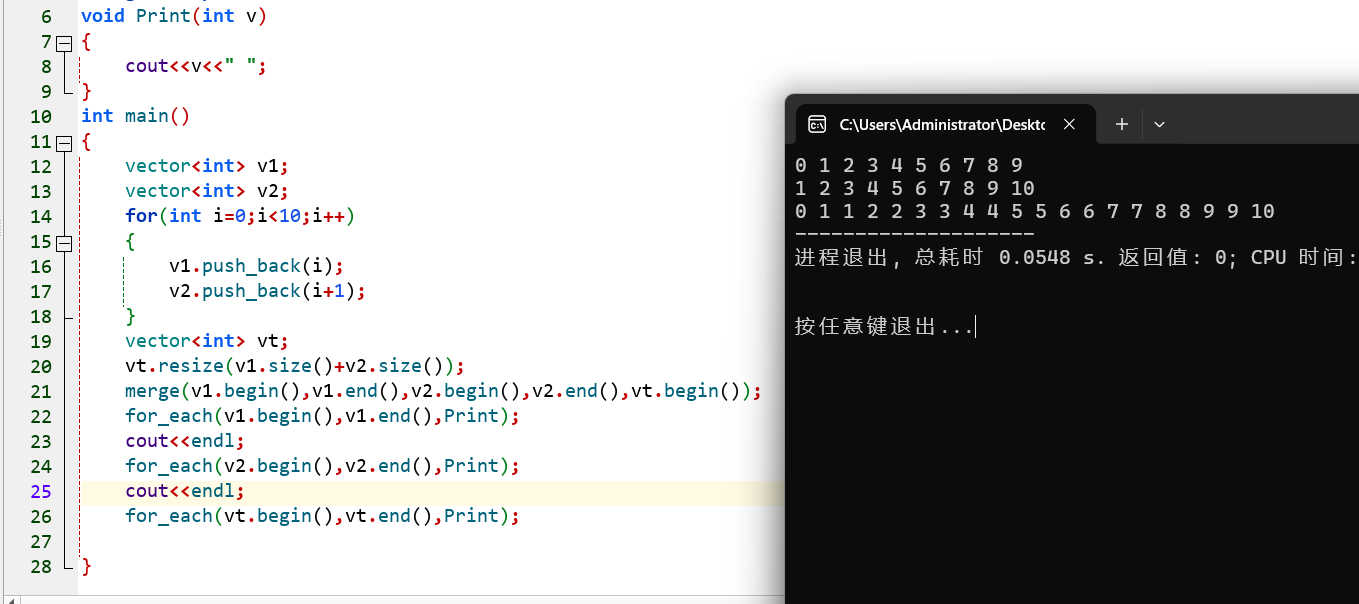 6 void Print(int v)
7 {
8 cout<<v<<" ";
9 }
10 int main()
11 {
12 vector<int> v1;
13 vector<int> v2;
14 for(int i=0;i<10;i++)
15 {
16 v1.push_back(i);
17 v2.push_back(i+1);
18 }
19 vector<int> vt;
20 vt.resize(v1.size()+v2.size());
21 merge(v1.begin(),v1.end(),v2.begin(),v2.end(),vt.begin());
22 for_each(v1.begin(),v1.end(),Print);
23 cout<<endl;
24 for_each(v2.begin(),v2.end(),Print);
25 cout<<endl;
26 for_each(vt.begin(),vt.end(),Print);
27
28 }
C:\Users\Administrator\Deskto
0 1 2 3 4 5 6 7 8 9
1 2 3 4 5 6 7 8 9 10
0 1 1 2 2 3 3 4 4 5 5 6 6 7 7 8 8 9 9 10
--------------------
进程退出，总耗时 0.0548 s. 返回值: 0; CPU 时间:
按任意键退出...